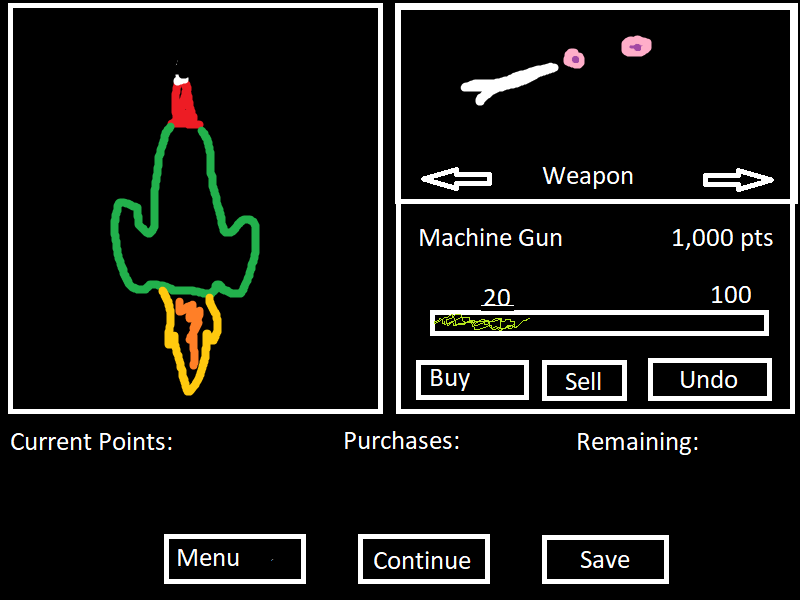 Weapon
Machine Gun 1,000 pts
20 100
Buy Sell Undo
Current Points: Purchases: Remaining:
Menu Continue Save